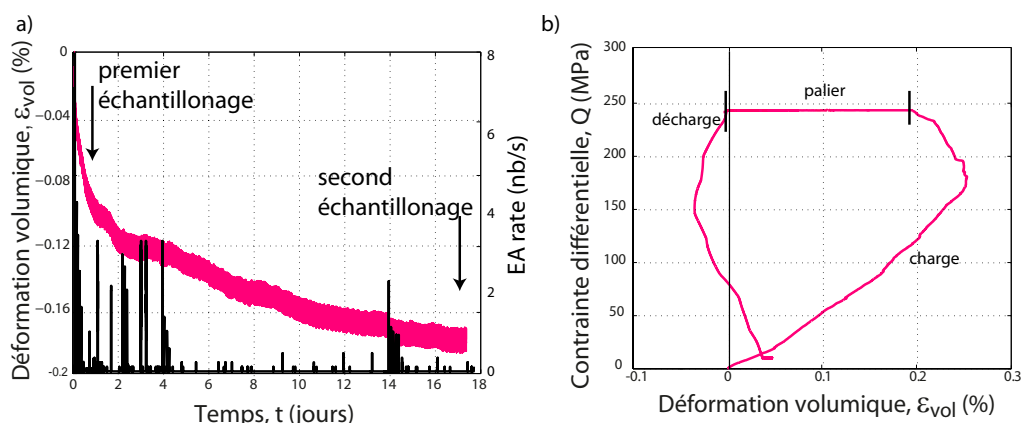 a)
Déformation volumique, εvol (%)
0
-0.04
-0.08
-0.12
-0.16
-0.2
premier
échantillonage
second
échantillonage
8
6
4
2
0
EA rate (nb/s)
0
2
4
6
8
10
12
14
16
18
Temps, t (jours)
b)
Contrainte différentielle, Q (MPa)
300
250
200
150
100
50
0
palier
décharge
charge
-0.1
0
0.1
0.2
0.3
Déformation volumique, εvol (%)